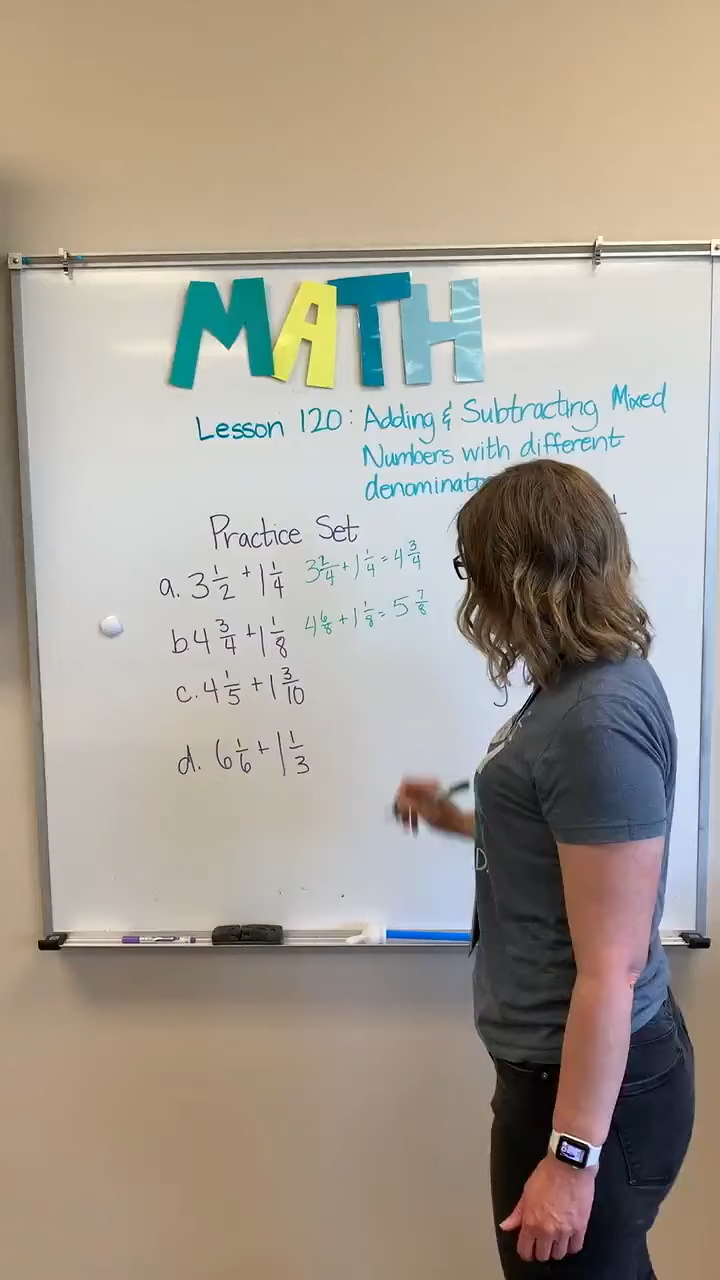 MATH
Lesson 120: Adding & Subtracting Mixed
Numbers with different
Practice Set
a. 3 1/2 + 1 1/4 3 2/4 + 1 1/4 = 4 3/4
b 4 3/4 + 1 1/8 4 6/8 + 1 1/8 = 5 7/8
c. 4 1/5 + 1 3/10
d. 6 1/6 + 1 1/3
D.